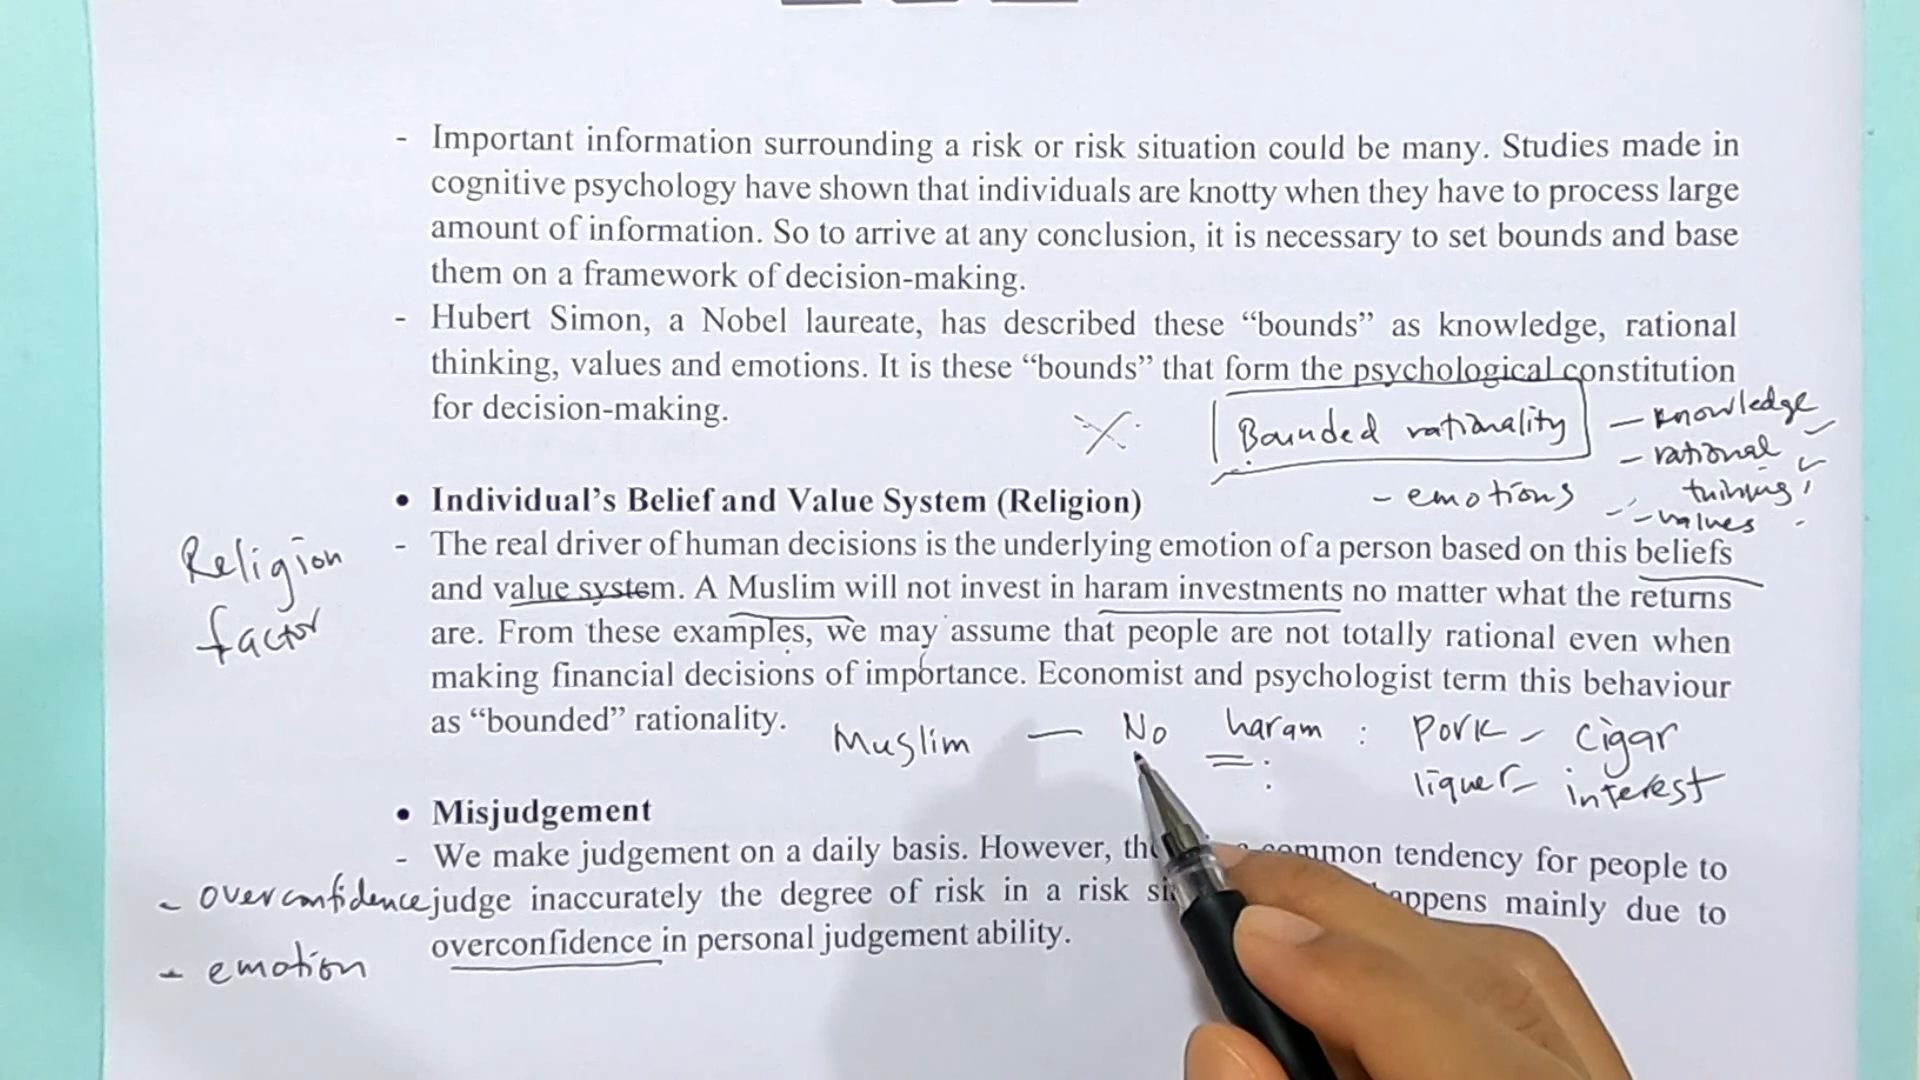 - Important information surrounding a risk or risk situation could be many. Studies made in
cognitive psychology have shown that individuals are knotty when they have to process large
amount of information. So to arrive at any conclusion, it is necessary to set bounds and base
them on a framework of decision-making.
- Hubert Simon, a Nobel laureate, has described these “bounds” as knowledge, rational
thinking, values and emotions. It is these “bounds” that form the psychological constitution
for decision-making.
Bounded rationality
- knowledge
- rational
thinking
- values
- emotions
• Individual’s Belief and Value System (Religion)
Religion
factor
- The real driver of human decisions is the underlying emotion of a person based on this beliefs
and value system. A Muslim will not invest in haram investments no matter what the returns
are. From these examples, we may assume that people are not totally rational even when
making financial decisions of importance. Economist and psychologist term this behaviour
as “bounded” rationality.
Muslim — No haram : Pork - Cigar
liquer - interest
• Misjudgement
- We make judgement on a daily basis. However, common tendency for people to
judge inaccurately the degree of risk in a risk mainly due to
overconfidence in personal judgement ability.
- overconfidence
- emotion